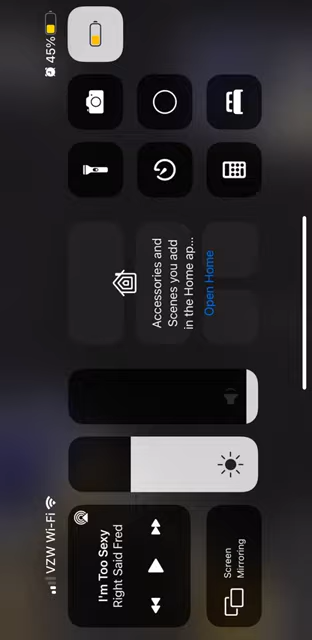 VZW Wi-Fi
45%
I'm Too Sexy
Right Said Fred
Screen
Mirroring
Accessories and
Scenes you add
in the Home ap...
Open Home